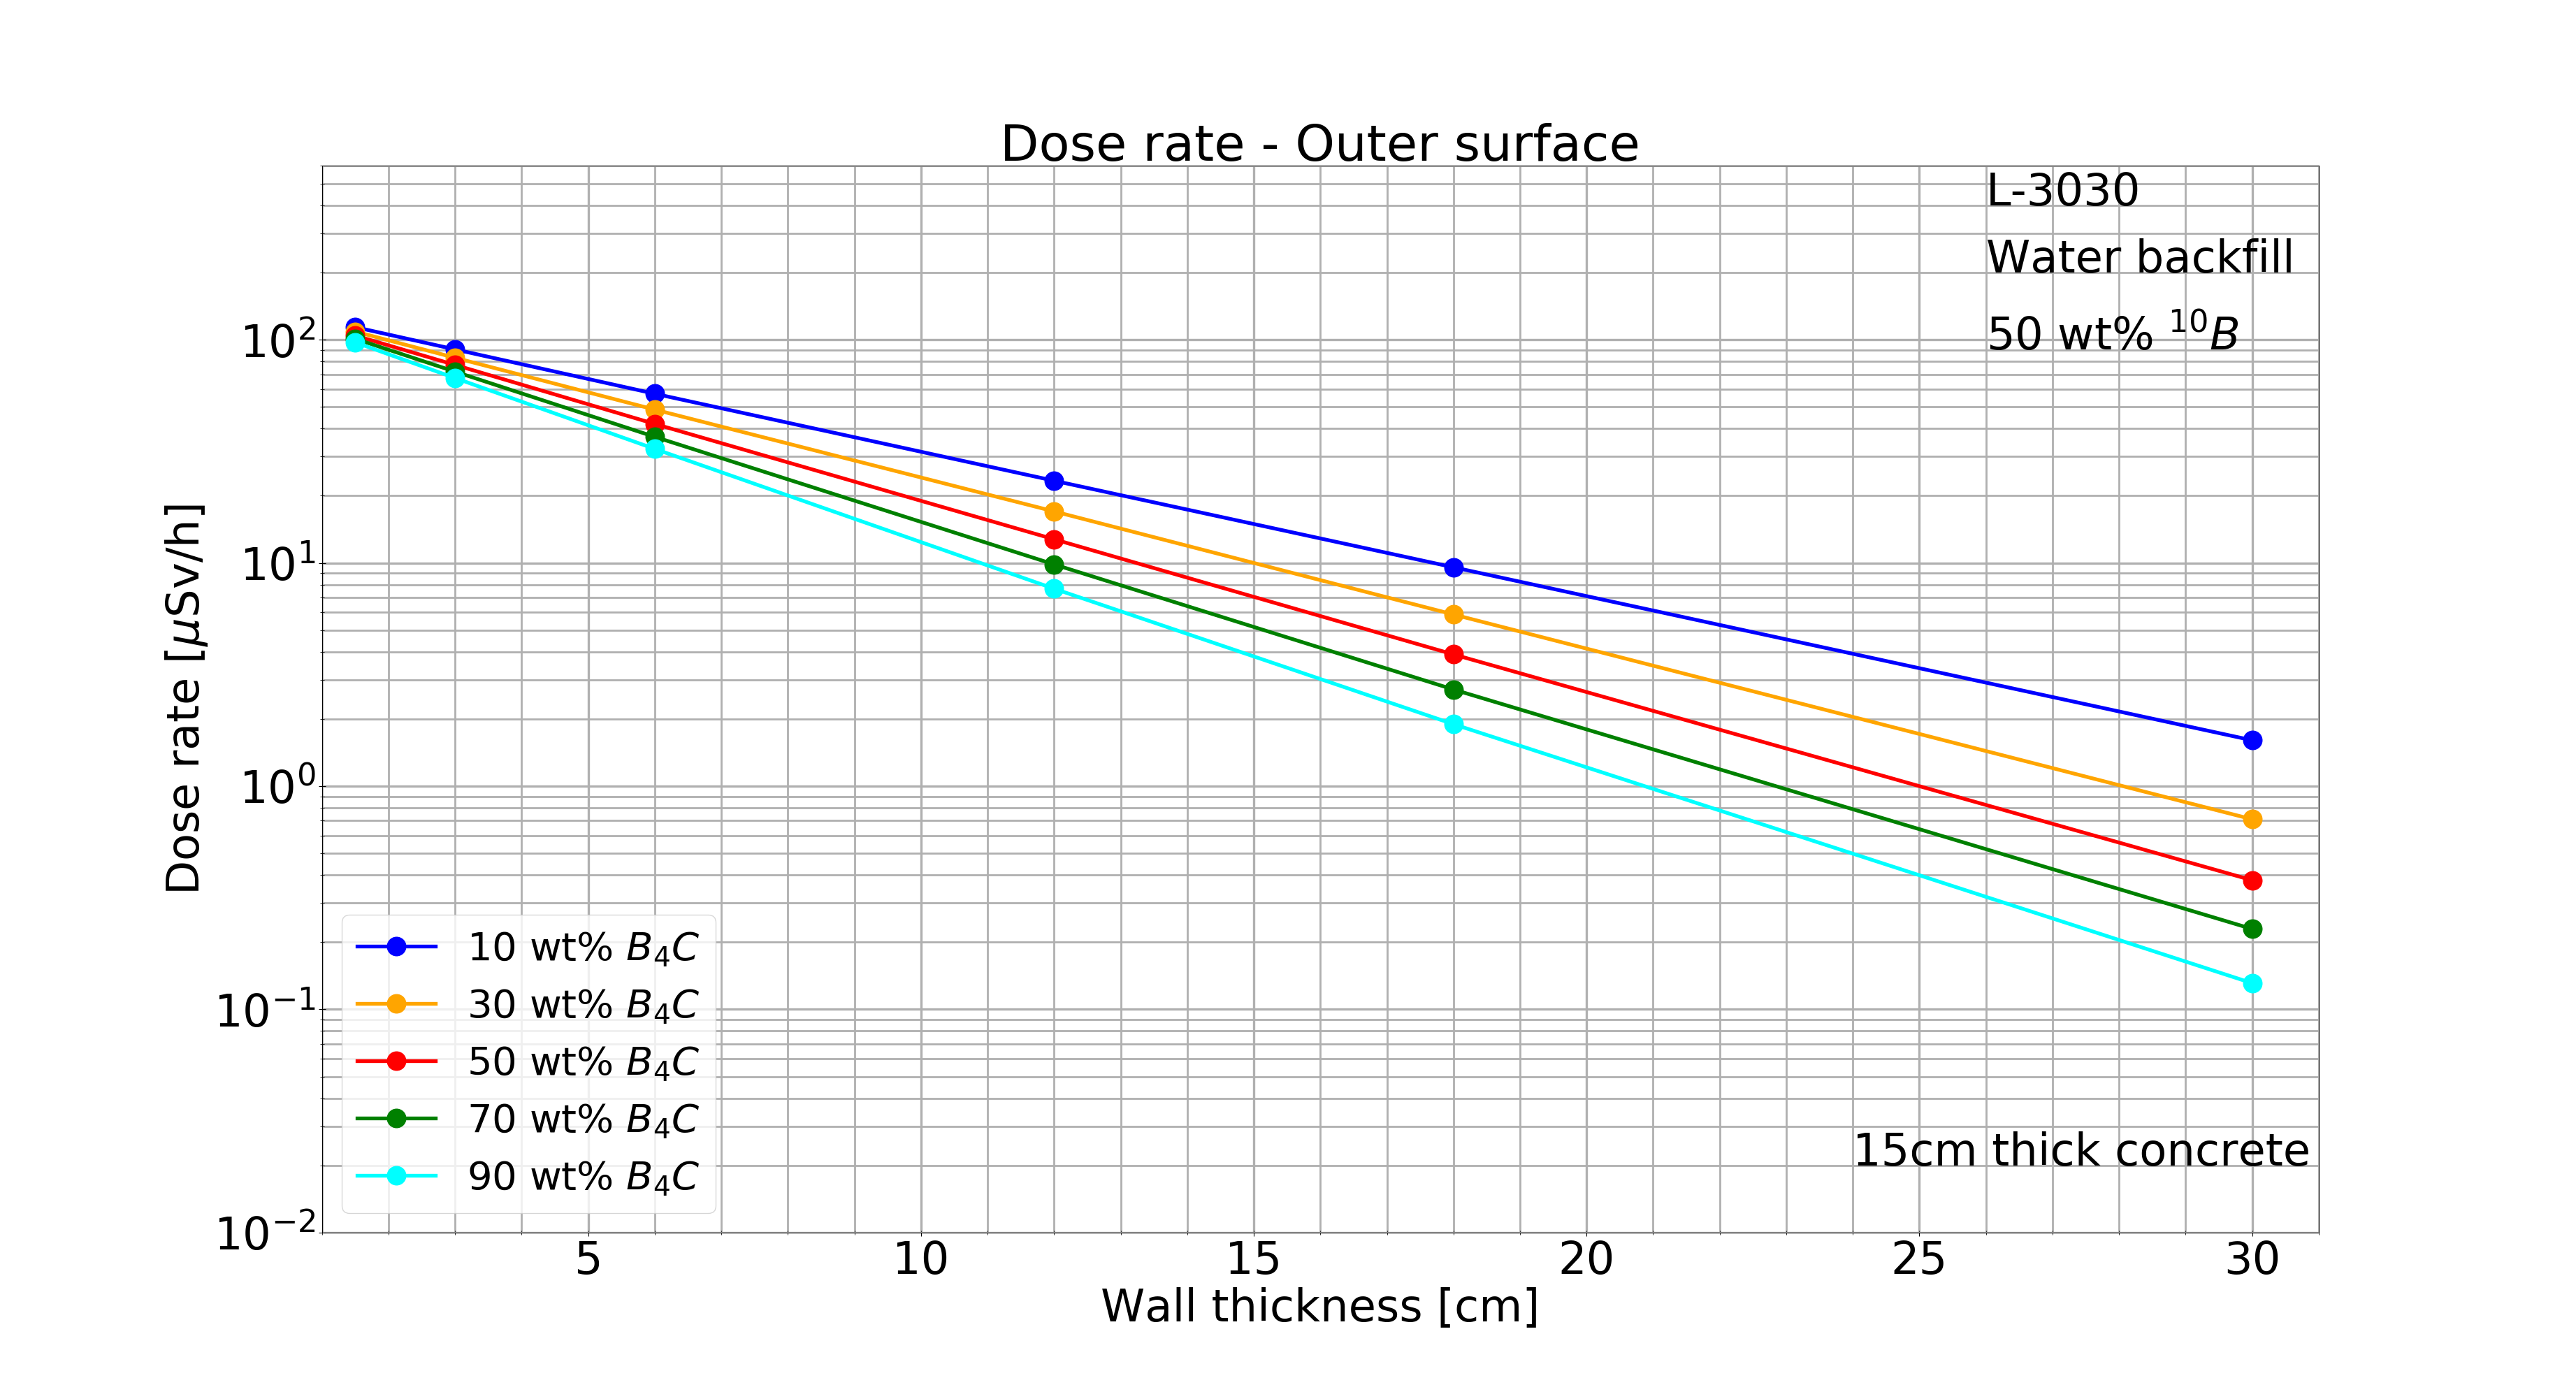 Dose rate - Outer surface
L-3030
Water backfill
50 wt% ¹⁰B
Dose rate [μSv/h]
10²
10¹
10⁰
10⁻¹
10⁻²
10 wt% B₄C
30 wt% B₄C
50 wt% B₄C
70 wt% B₄C
90 wt% B₄C
15cm thick concrete
5 10 15 20 25 30
Wall thickness [cm]